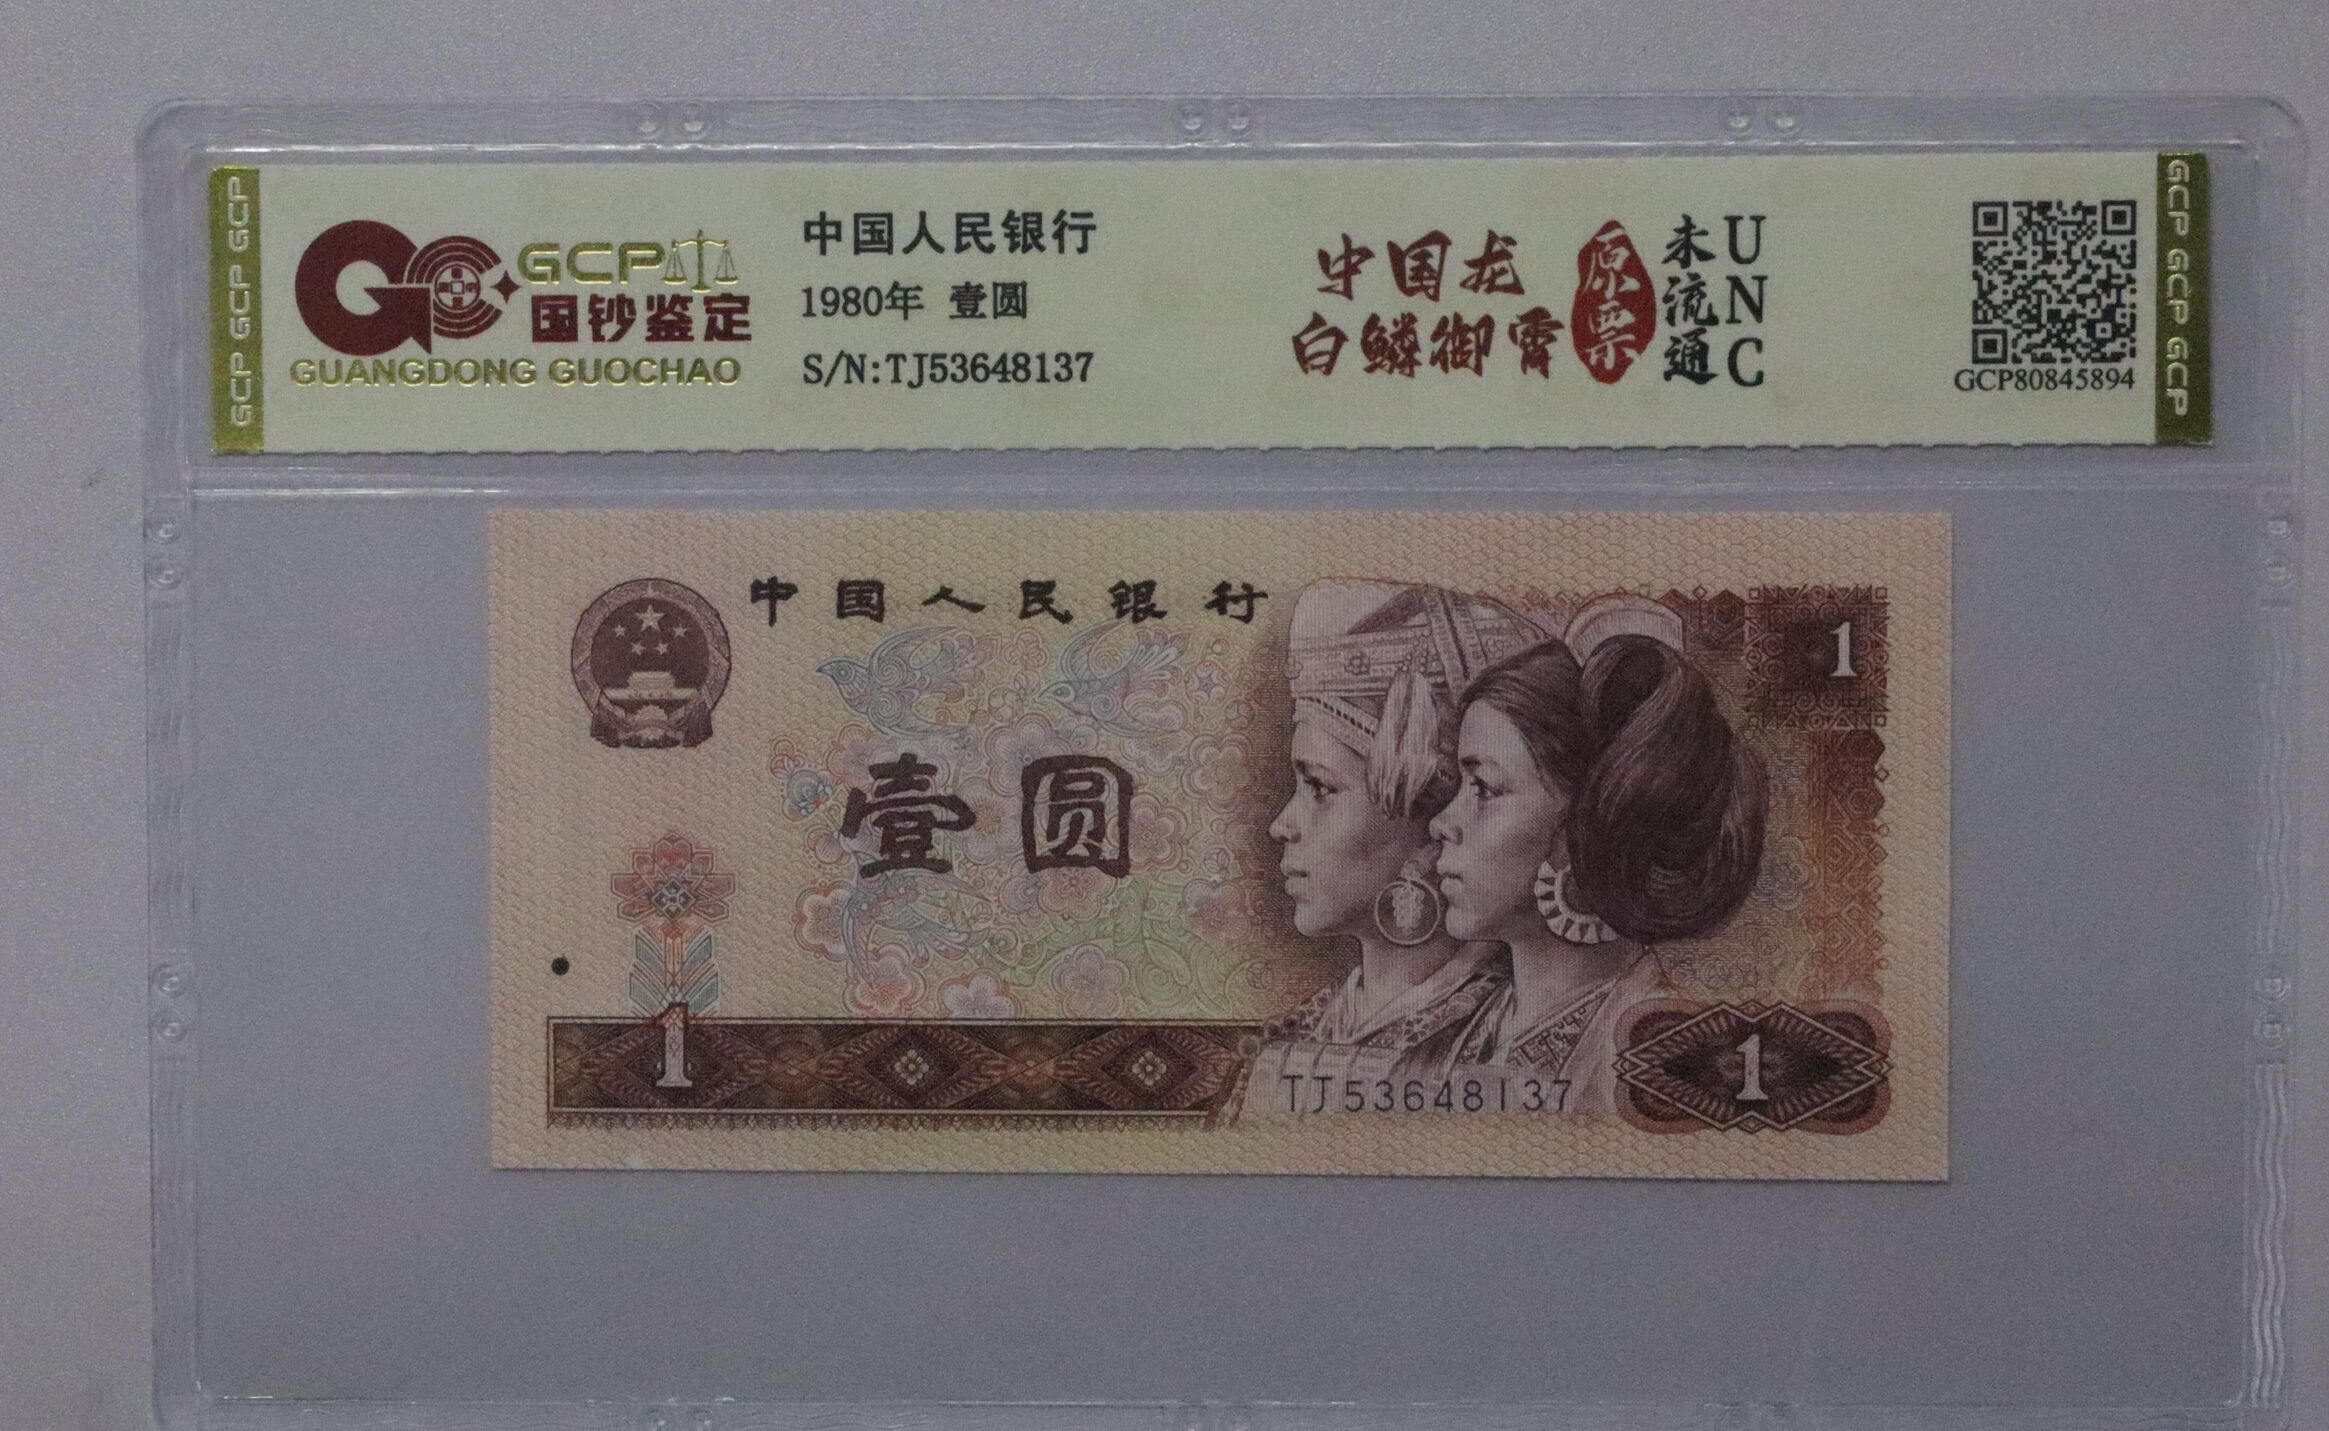 GCP GCP GCP
GCP
国钞鉴定
GUANGDONG GUOCHAO
中国人民银行
1980年 壹圆
S/N:TJ53648137
中国龙
白鳞御霄
原票
未流通
UNC
GCP80845894
GCP GCP GCP
中国人民银行
1
壹圆
1
TJ53648137
1